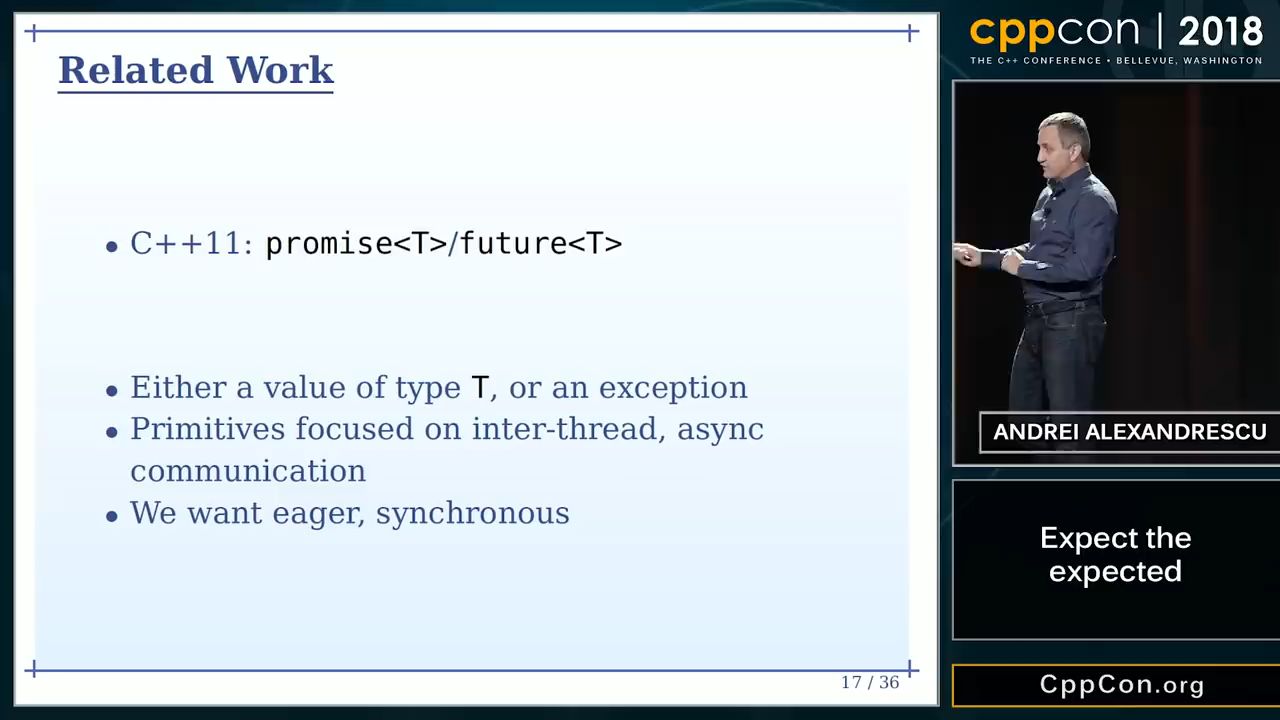 Related Work
• C++11: promise<T>/future<T>
• Either a value of type T, or an exception
• Primitives focused on inter-thread, async
communication
• We want eager, synchronous
17 / 36
cppcon | 2018
THE C++ CONFERENCE • BELLEVUE, WASHINGTON
ANDREI ALEXANDRESCU
Expect the
expected
CppCon.org